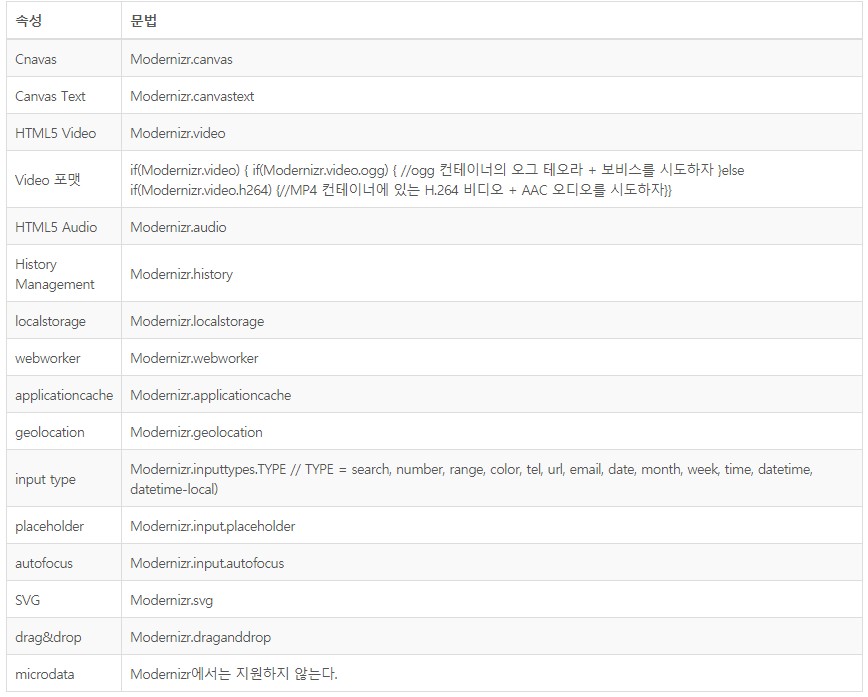 속성 문법
Cnavas Modernizr.canvas
Canvas Text Modernizr.canvastext
HTML5 Video Modernizr.video
Video 포맷 if(Modernizr.video) { if(Modernizr.video.ogg) { //ogg 컨테이너의 오그 테오라 + 보비스를 시도하자 }else
if(Modernizr.video.h264) {//MP4 컨테이너에 있는 H.264 비디오 + AAC 오디오를 시도하자}}
HTML5 Audio Modernizr.audio
History
Management Modernizr.history
localstorage Modernizr.localstorage
webworker Modernizr.webworker
applicationcache Modernizr.applicationcache
geolocation Modernizr.geolocation
input type Modernizr.inputtypes.TYPE // TYPE = search, number, range, color, tel, url, email, date, month, week, time, datetime,
datetime-local)
placeholder Modernizr.input.placeholder
autofocus Modernizr.input.autofocus
SVG Modernizr.svg
drag&drop Modernizr.draganddrop
microdata Modernizr에서는 지원하지 않는다.